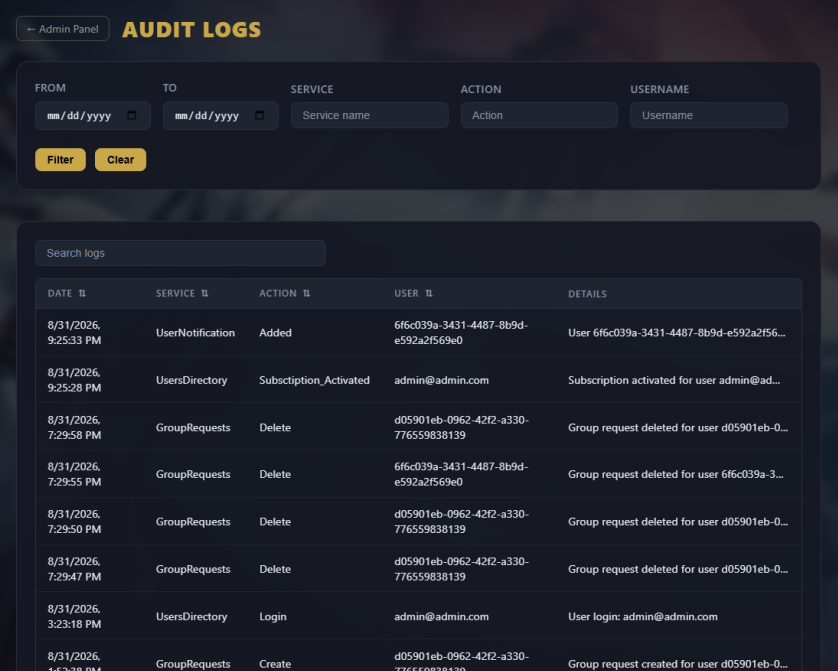 ← Admin Panel
AUDIT LOGS
FROM TO SERVICE ACTION USERNAME
mm/dd/yyyy mm/dd/yyyy Service name Action Username
Filter Clear
Search logs
DATE ⇅ SERVICE ⇅ ACTION ⇅ USER ⇅ DETAILS
8/31/2026, 9:25:33 PM UserNotification Added 6f6c039a-3431-4487-8b9d-e592a2f569e0 User 6f6c039a-3431-4487-8b9d-e592a2f56...
8/31/2026, 9:25:28 PM UsersDirectory Subsctiption_Activated admin@admin.com Subscription activated for user admin@ad...
8/31/2026, 7:29:58 PM GroupRequests Delete d05901eb-0962-42f2-a330-776559838139 Group request deleted for user d05901eb-0...
8/31/2026, 7:29:55 PM GroupRequests Delete 6f6c039a-3431-4487-8b9d-e592a2f569e0 Group request deleted for user 6f6c039a-3...
8/31/2026, 7:29:50 PM GroupRequests Delete d05901eb-0962-42f2-a330-776559838139 Group request deleted for user d05901eb-0...
8/31/2026, 7:29:47 PM GroupRequests Delete d05901eb-0962-42f2-a330-776559838139 Group request deleted for user d05901eb-0...
8/31/2026, 3:23:18 PM UsersDirectory Login admin@admin.com User login: admin@admin.com
8/31/2026, GroupRequests Create d05901eb-0962-42f2-a330- Group request created for user d05901eb-0...